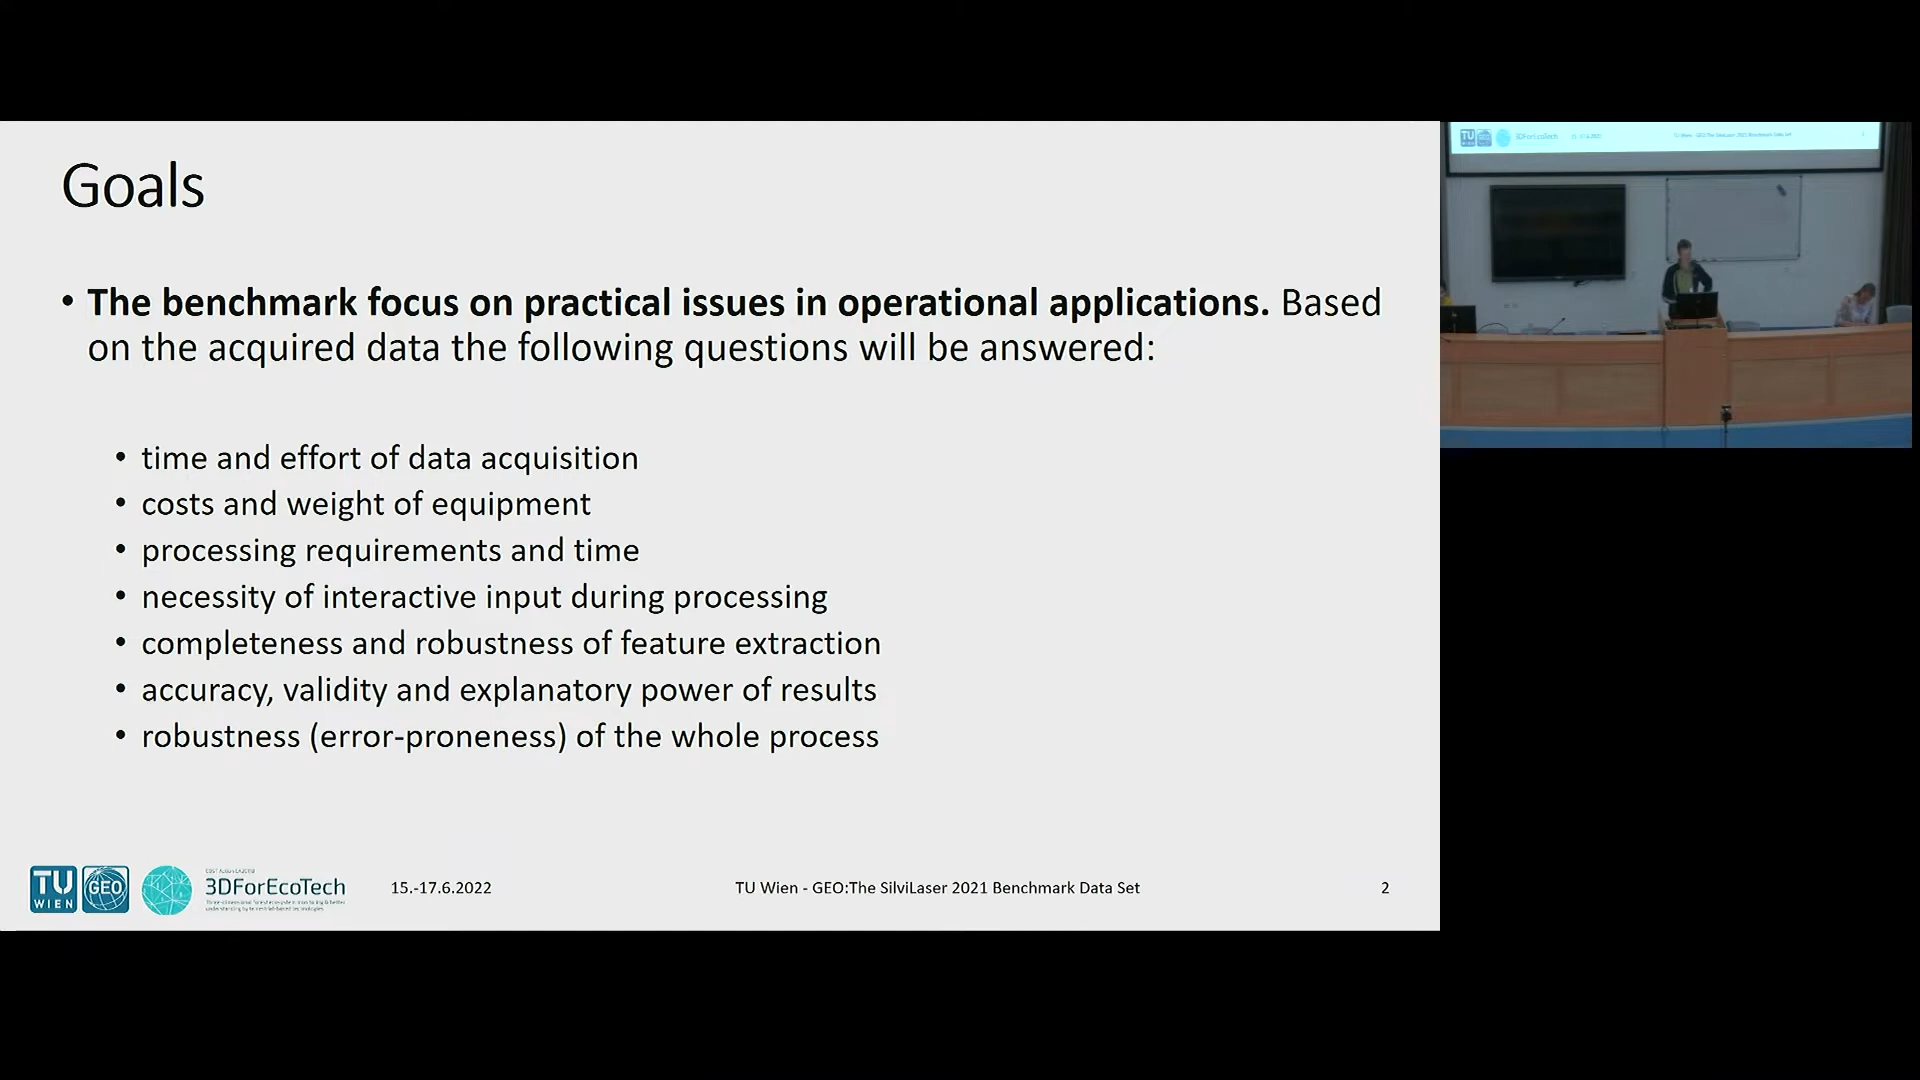 Goals
• The benchmark focus on practical issues in operational applications. Based
on the acquired data the following questions will be answered:
• time and effort of data acquisition
• costs and weight of equipment
• processing requirements and time
• necessity of interactive input during processing
• completeness and robustness of feature extraction
• accuracy, validity and explanatory power of results
• robustness (error-proneness) of the whole process
TU
WIEN
GEO
3DForEcoTech
15.-17.6.2022
TU Wien - GEO:The SilviLaser 2021 Benchmark Data Set
2